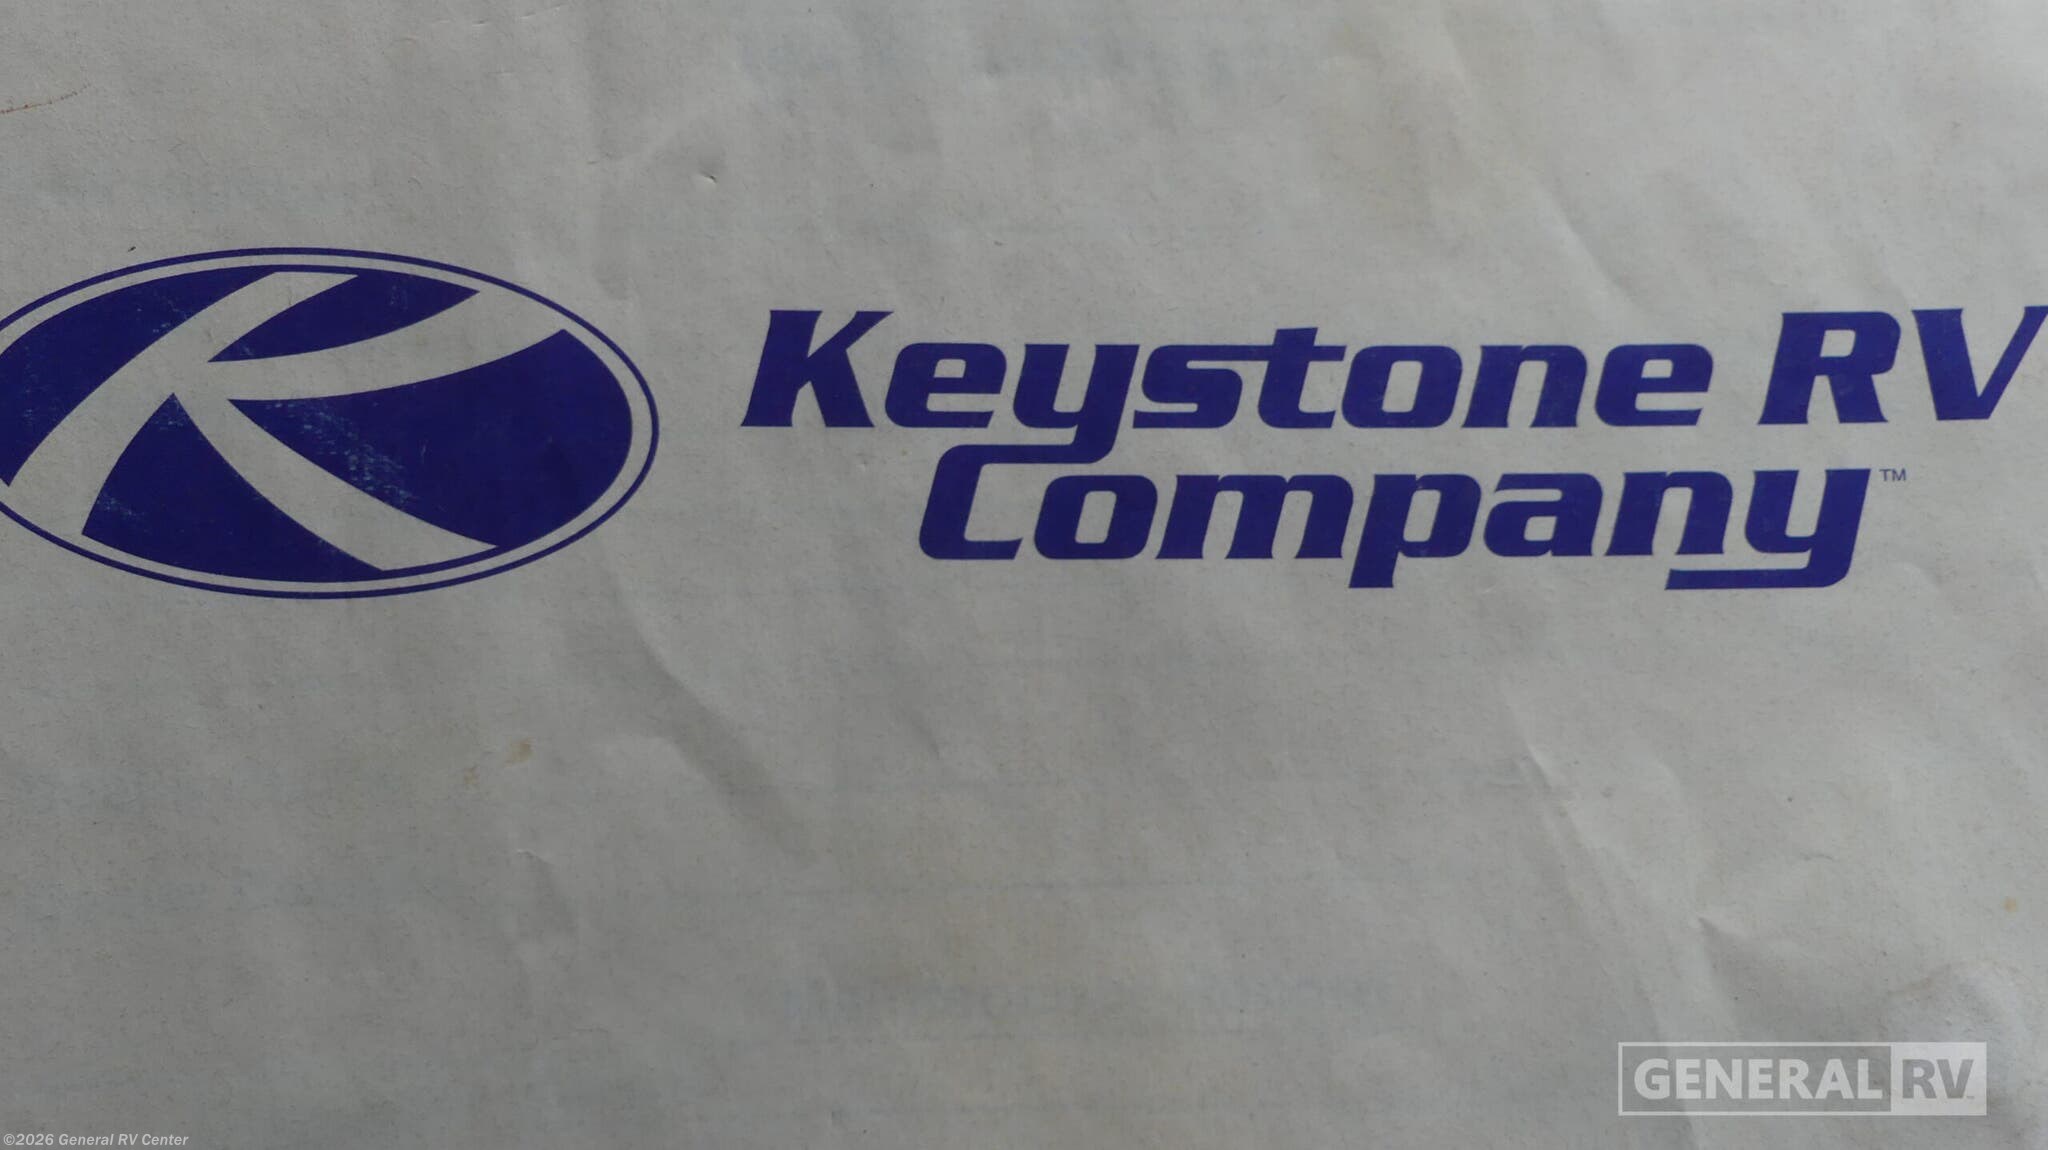 Keystone RV
Company™
GENERAL RV
©2026 General RV Center